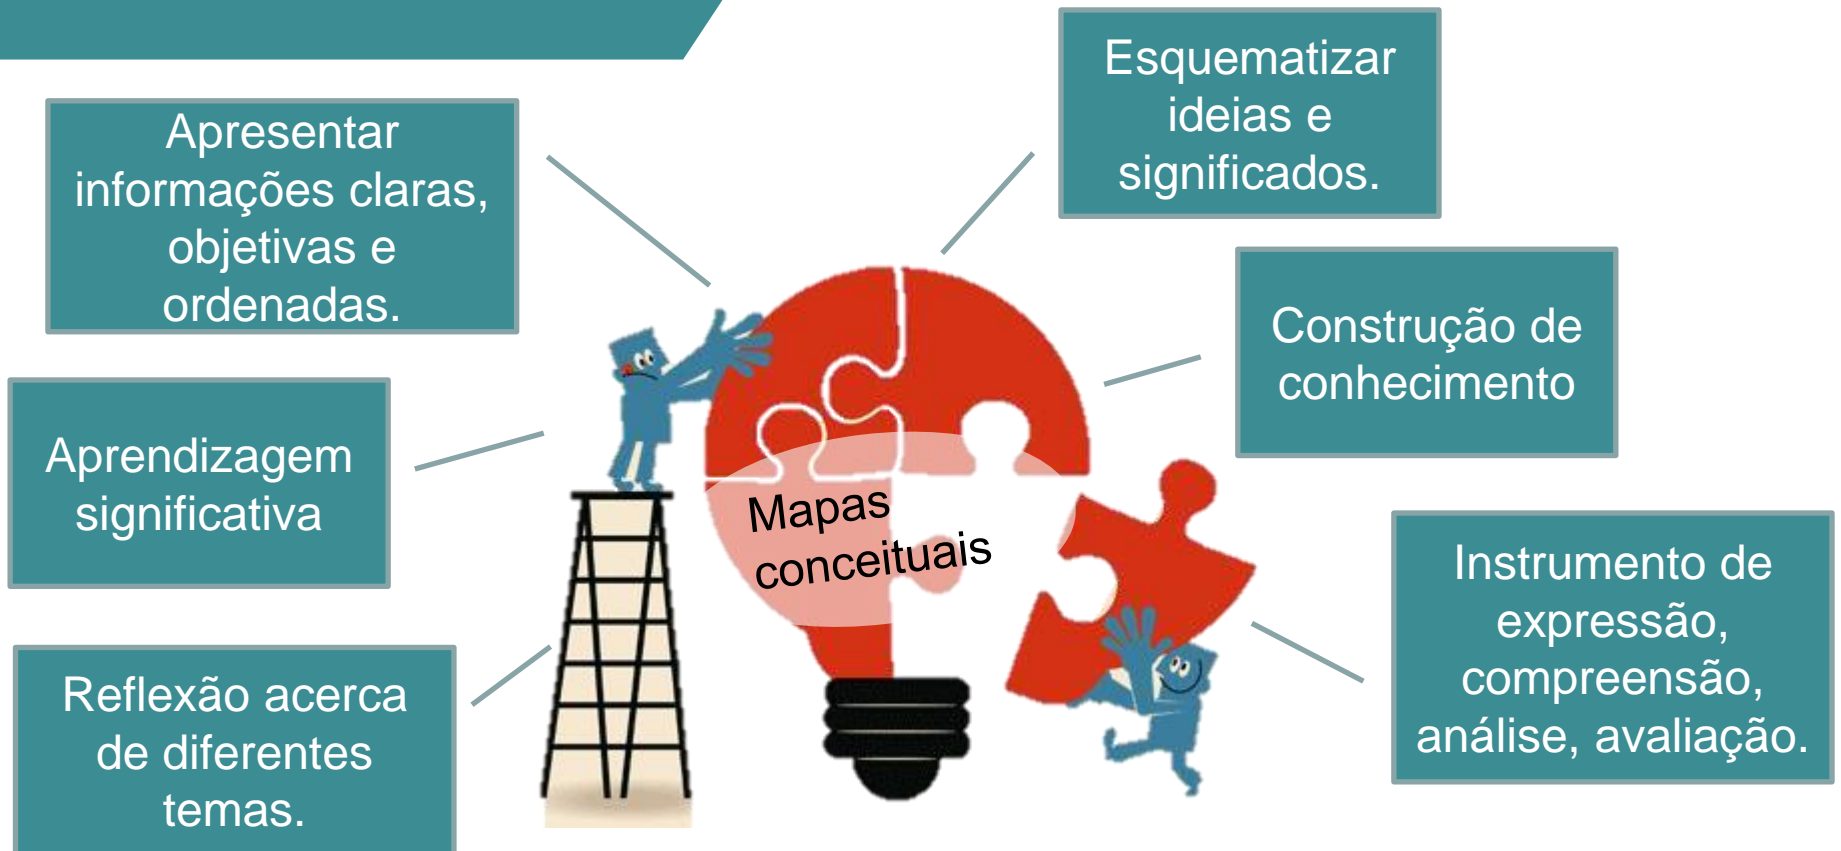 Apresentar
informações claras,
objetivas e
ordenadas.
Aprendizagem
significativa
Reflexão acerca
de diferentes
temas.
Mapas
conceituais
Esquematizar
ideias e
significados.
Construção de
conhecimento
Instrumento de
expressão,
compreensão,
análise, avaliação.